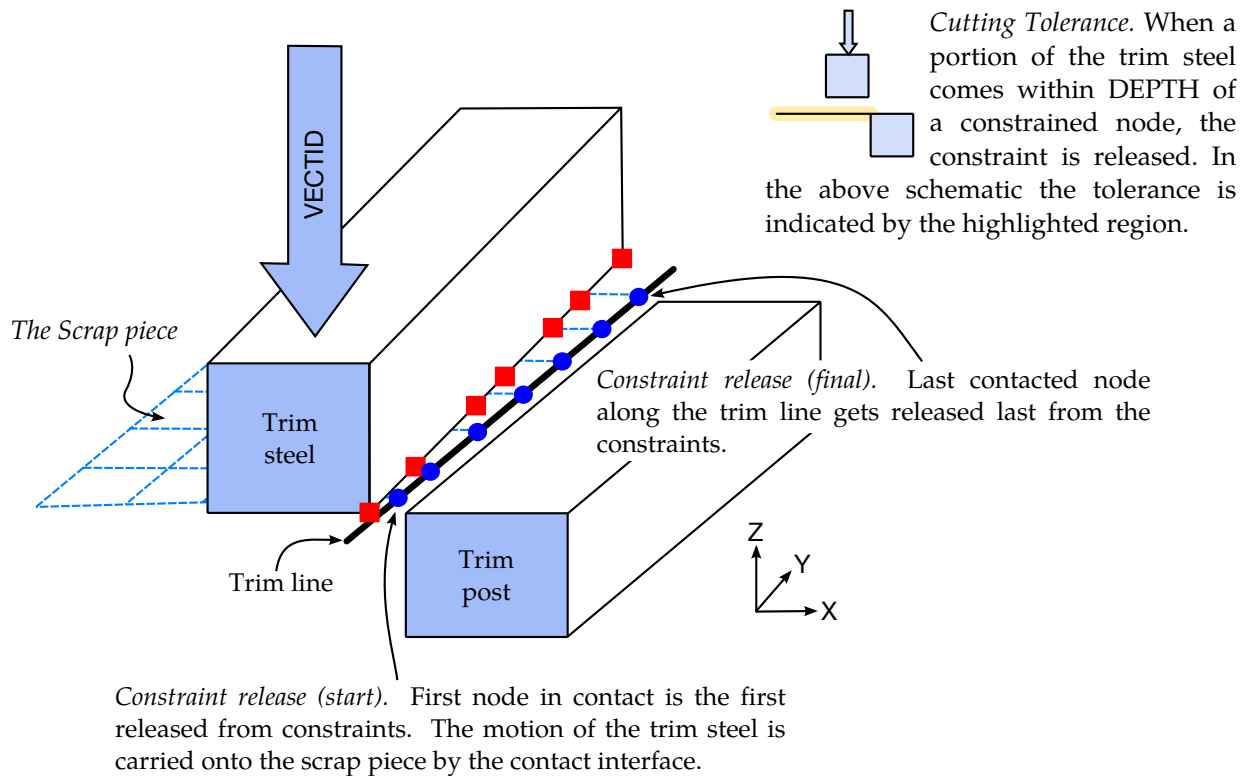 Cutting Tolerance. When a
portion of the trim steel
comes within DEPTH of
a constrained node, the
constraint is released. In
the above schematic the tolerance is
indicated by the highlighted region.
VECTID
The Scrap piece
Trim
steel
Constraint release (final). Last contacted node
along the trim line gets released last from the
constraints.
Trim line
Trim
post
Z
Y
X
Constraint release (start). First node in contact is the first
released from constraints. The motion of the trim steel is
carried onto the scrap piece by the contact interface.